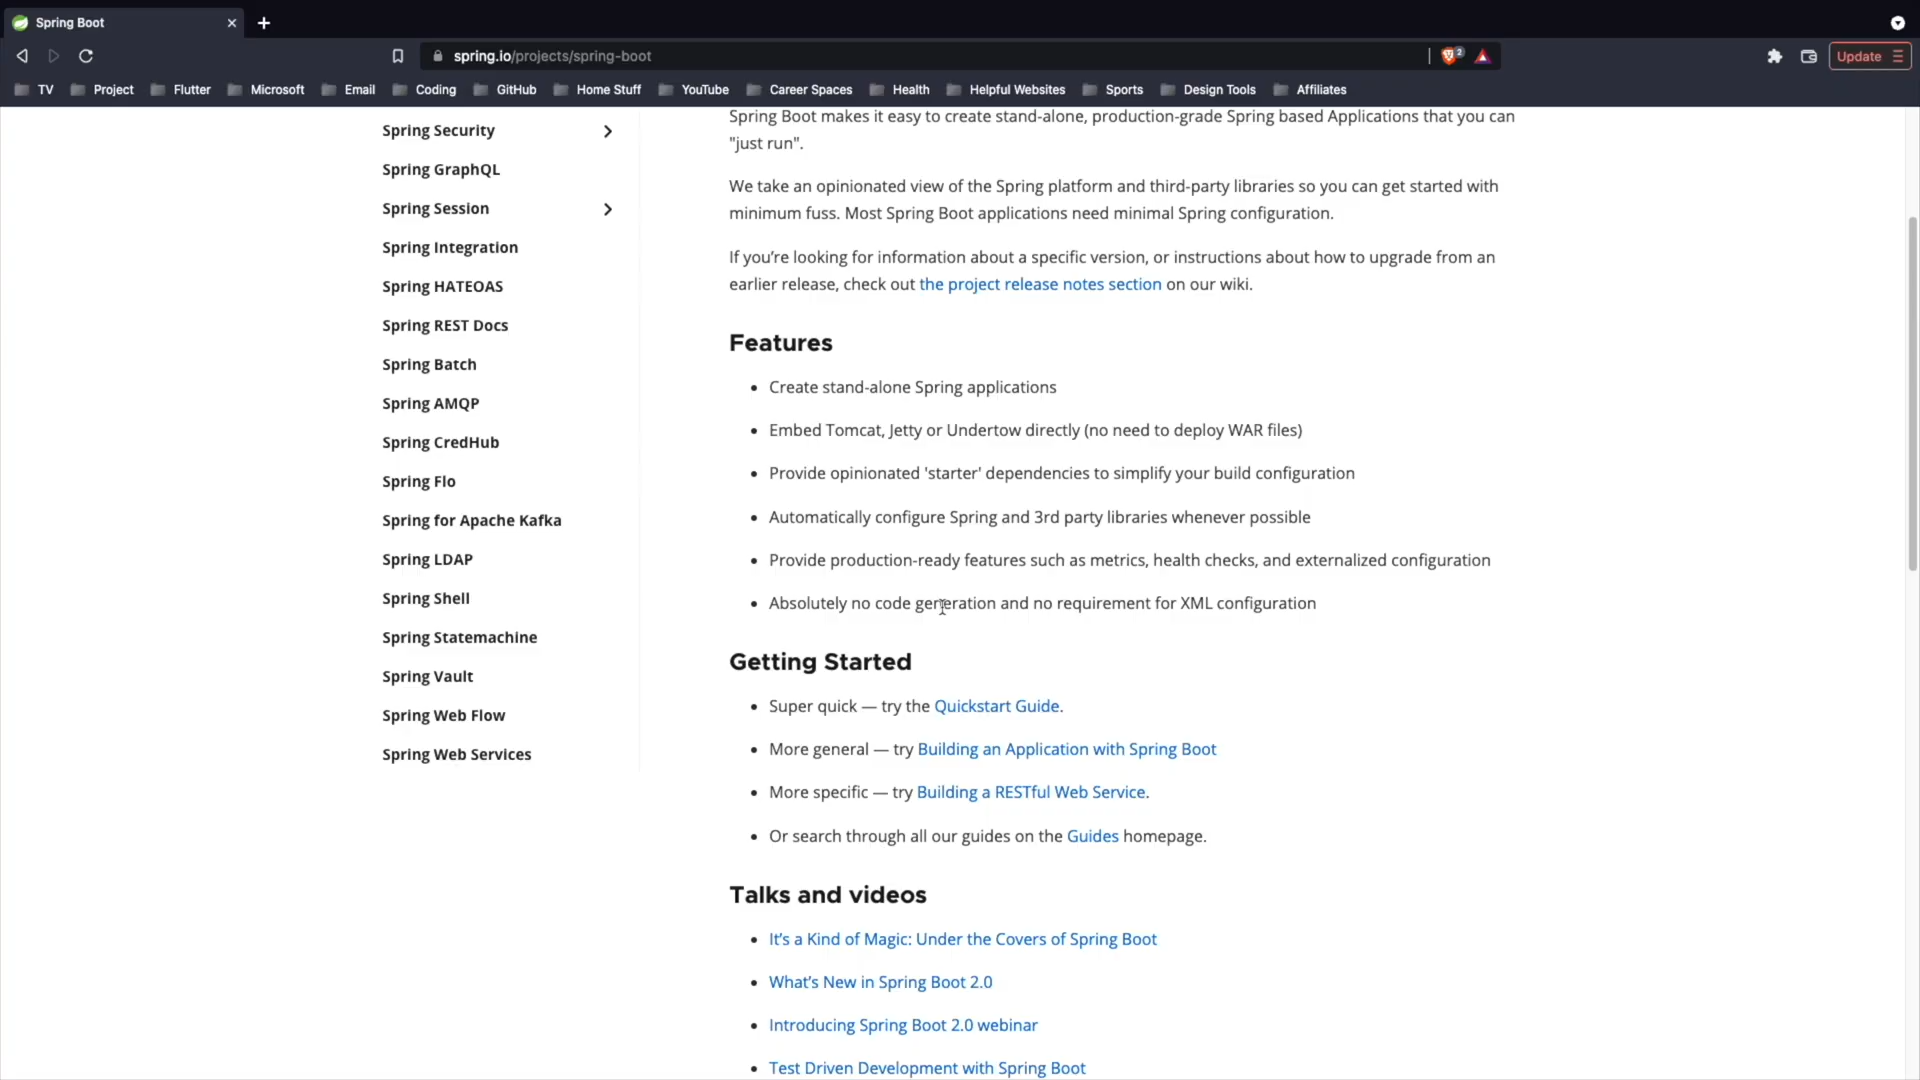 Spring Boot
spring.io/projects/spring-boot
2
Update
TV Project Flutter Microsoft Email Coding GitHub Home Stuff YouTube Career Spaces Health Helpful Websites Sports Design Tools Affiliates
Spring Security
Spring GraphQL
Spring Session
Spring Integration
Spring HATEOAS
Spring REST Docs
Spring Batch
Spring AMQP
Spring CredHub
Spring Flo
Spring for Apache Kafka
Spring LDAP
Spring Shell
Spring Statemachine
Spring Vault
Spring Web Flow
Spring Web Services
Spring Boot makes it easy to create stand-alone, production-grade Spring based Applications that you can
"just run".
We take an opinionated view of the Spring platform and third-party libraries so you can get started with
minimum fuss. Most Spring Boot applications need minimal Spring configuration.
If you’re looking for information about a specific version, or instructions about how to upgrade from an
earlier release, check out the project release notes section on our wiki.
Features
• Create stand-alone Spring applications
• Embed Tomcat, Jetty or Undertow directly (no need to deploy WAR files)
• Provide opinionated 'starter' dependencies to simplify your build configuration
• Automatically configure Spring and 3rd party libraries whenever possible
• Provide production-ready features such as metrics, health checks, and externalized configuration
• Absolutely no code generation and no requirement for XML configuration
Getting Started
• Super quick — try the Quickstart Guide.
• More general — try Building an Application with Spring Boot
• More specific — try Building a RESTful Web Service.
• Or search through all our guides on the Guides homepage.
Talks and videos
• It’s a Kind of Magic: Under the Covers of Spring Boot
• What’s New in Spring Boot 2.0
• Introducing Spring Boot 2.0 webinar
• Test Driven Development with Spring Boot